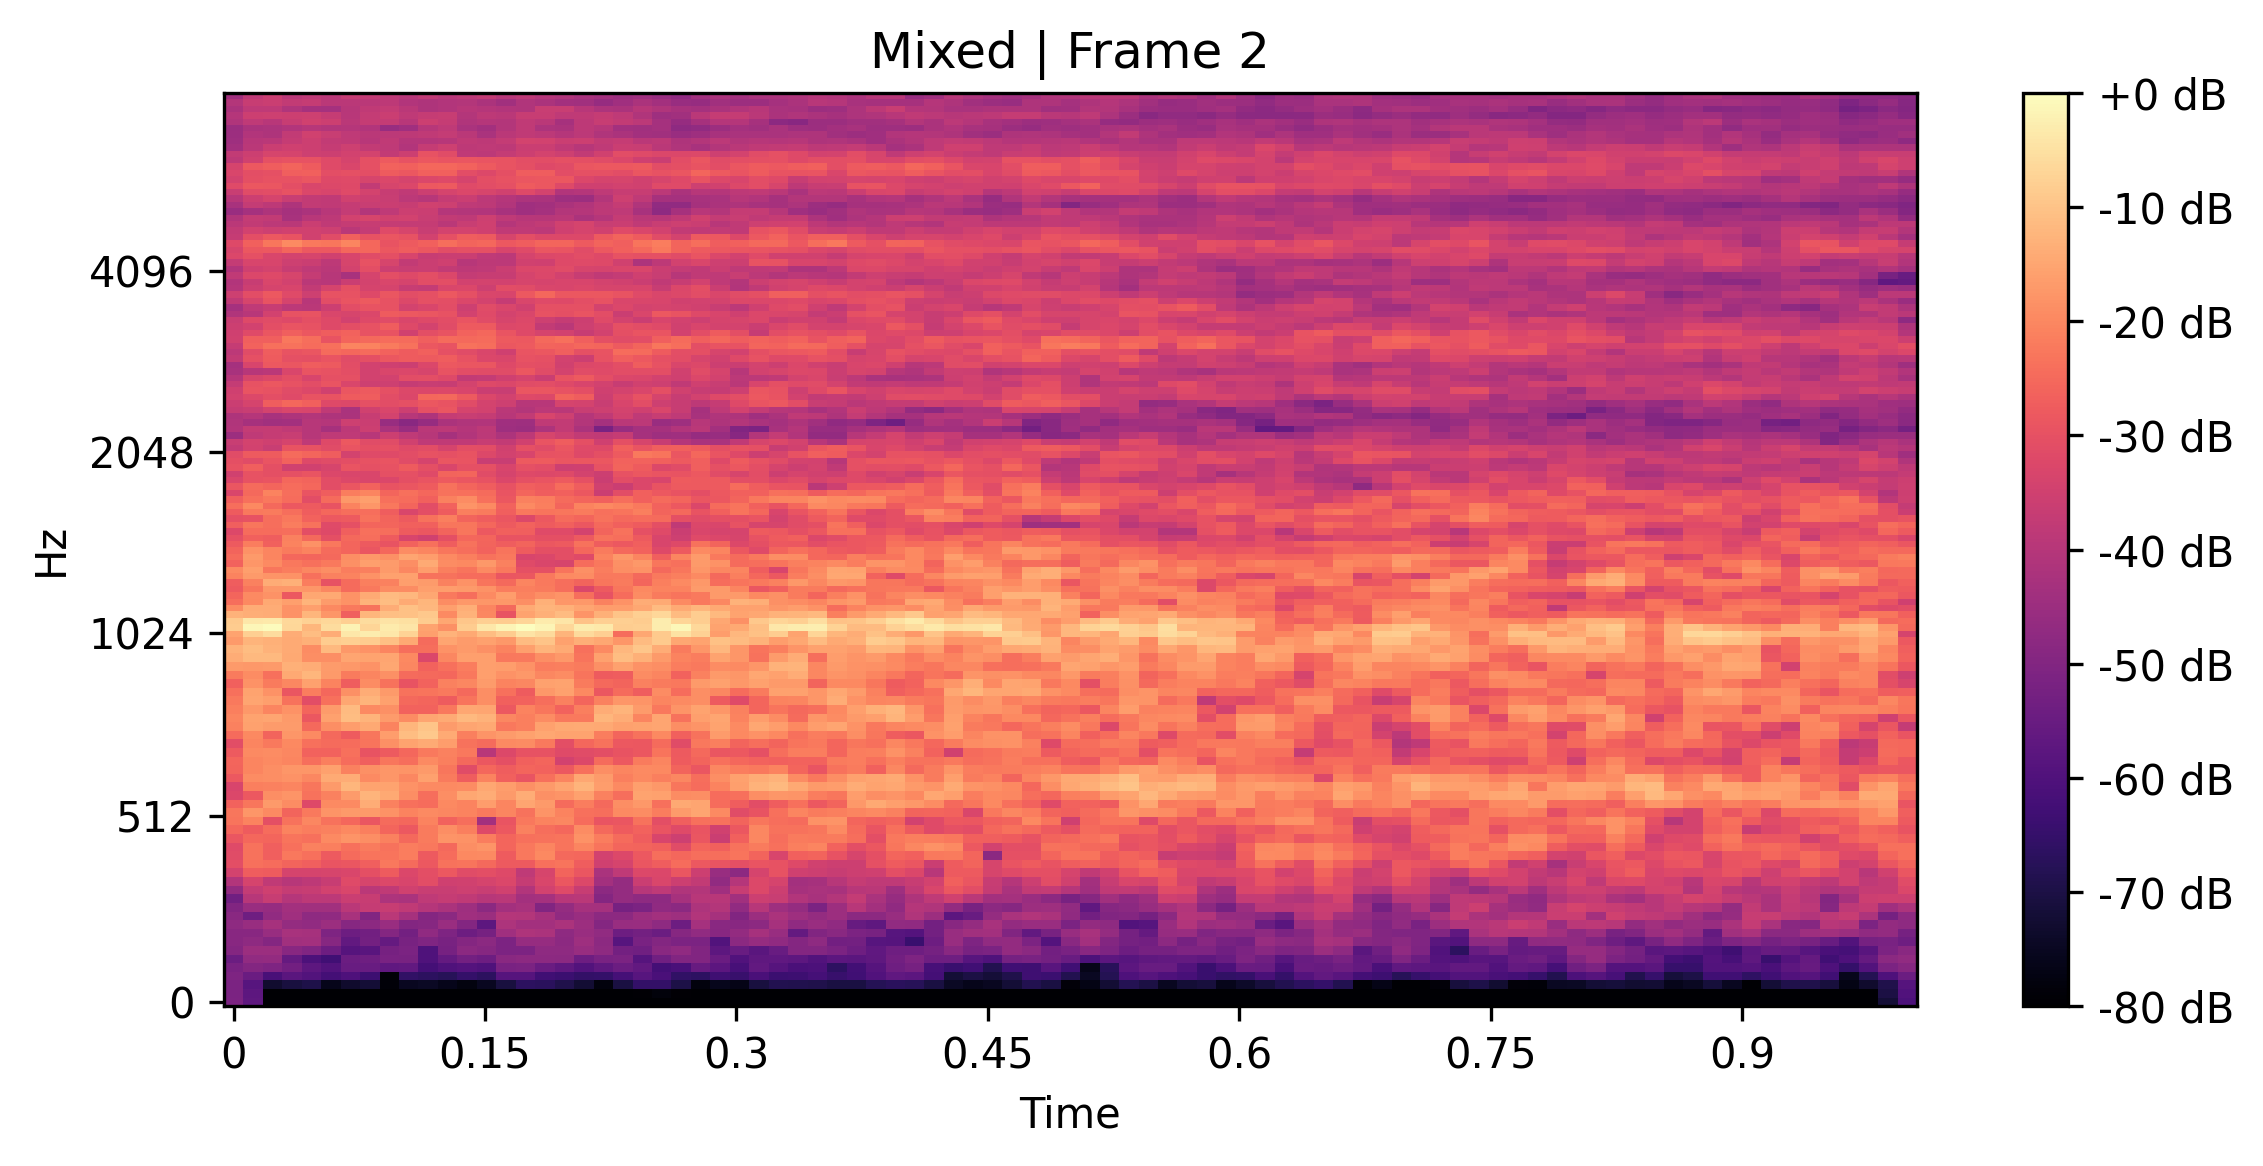 Mixed | Frame 2
+0 dB
-10 dB
-20 dB
-30 dB
-40 dB
-50 dB
-60 dB
-70 dB
-80 dB
Hz
4096
2048
1024
512
0
0 0.15 0.3 0.45 0.6 0.75 0.9
Time